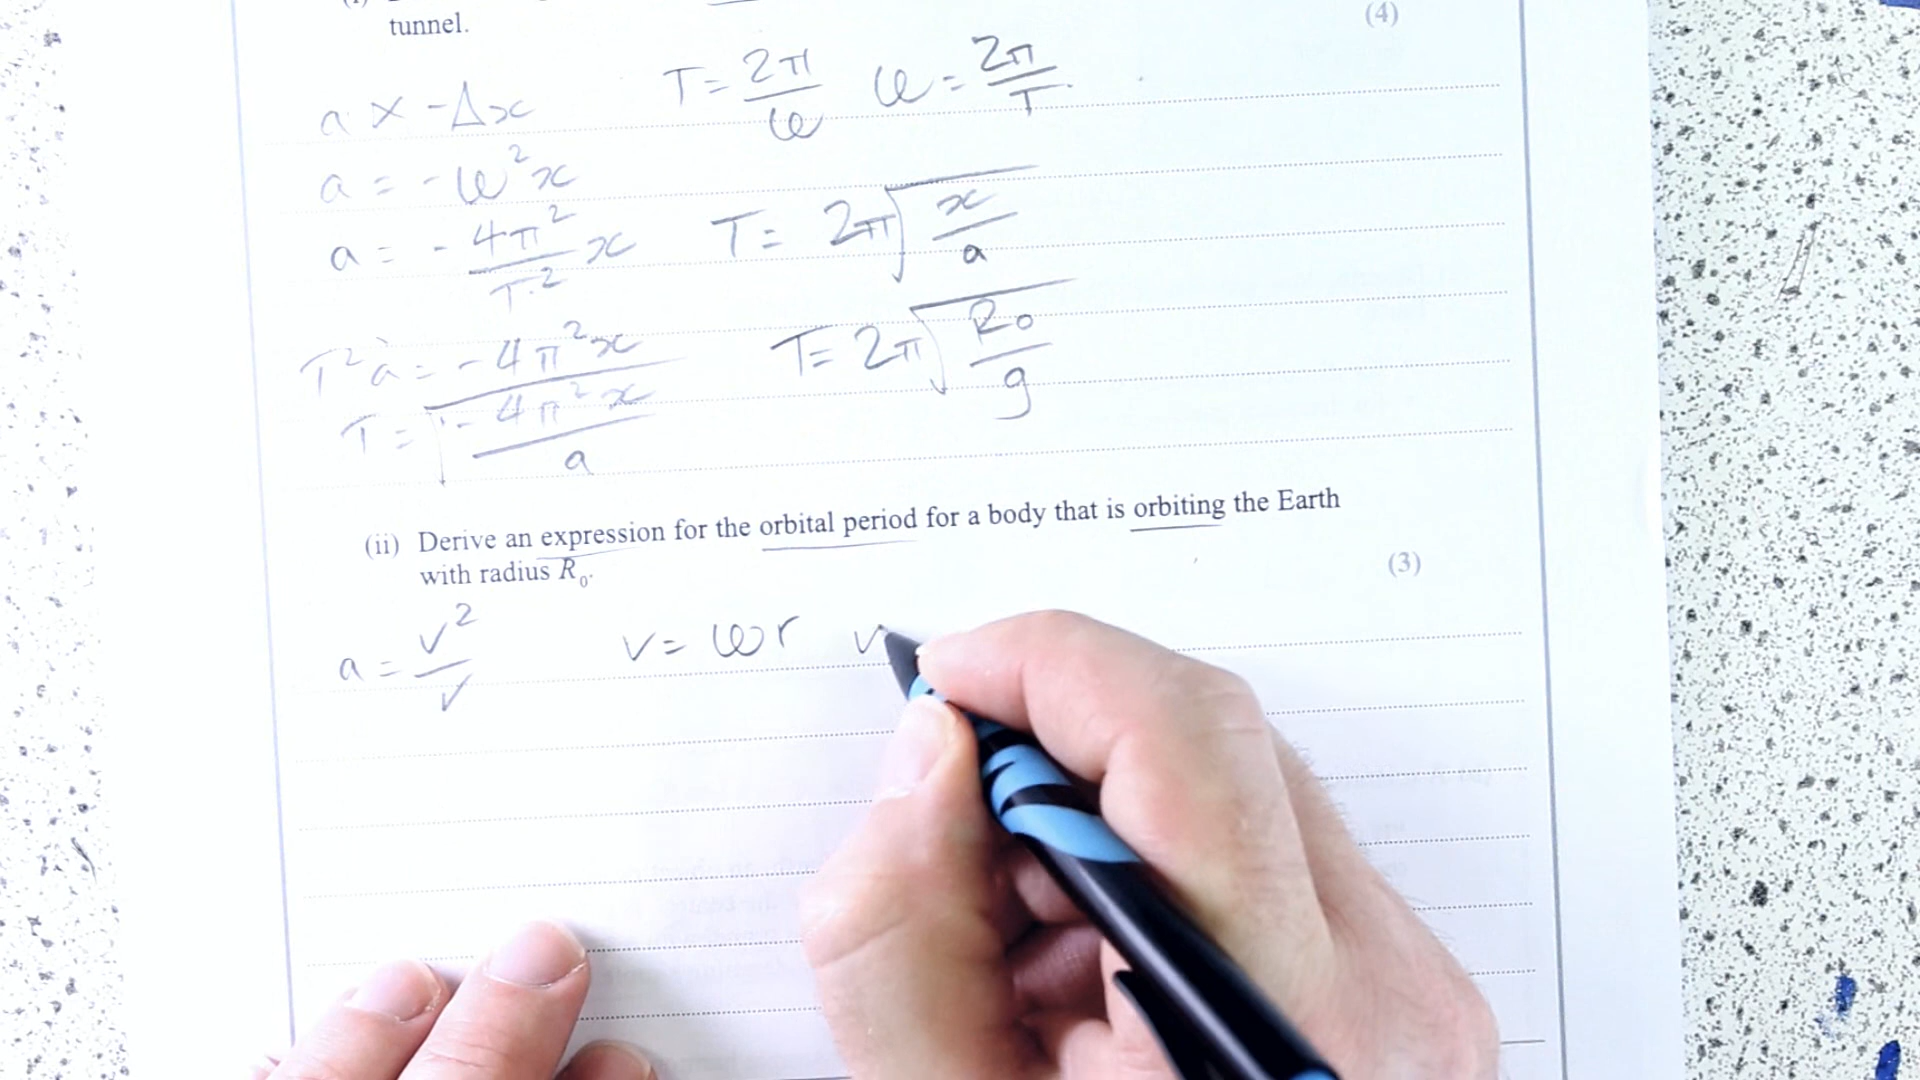 tunnel.
(4)
a ∝ -Δx    T = 2π/ω    ω = 2π/T
a = -ω²x
a = -4π²/T² x    T = 2π√(x/a)
T²a = -4π²x    T = 2π√(R₀/g)
T = √(-4π²x/a)
(ii) Derive an expression for the orbital period for a body that is orbiting the Earth
with radius R₀.
(3)
a = v²/r    v = ωr    v